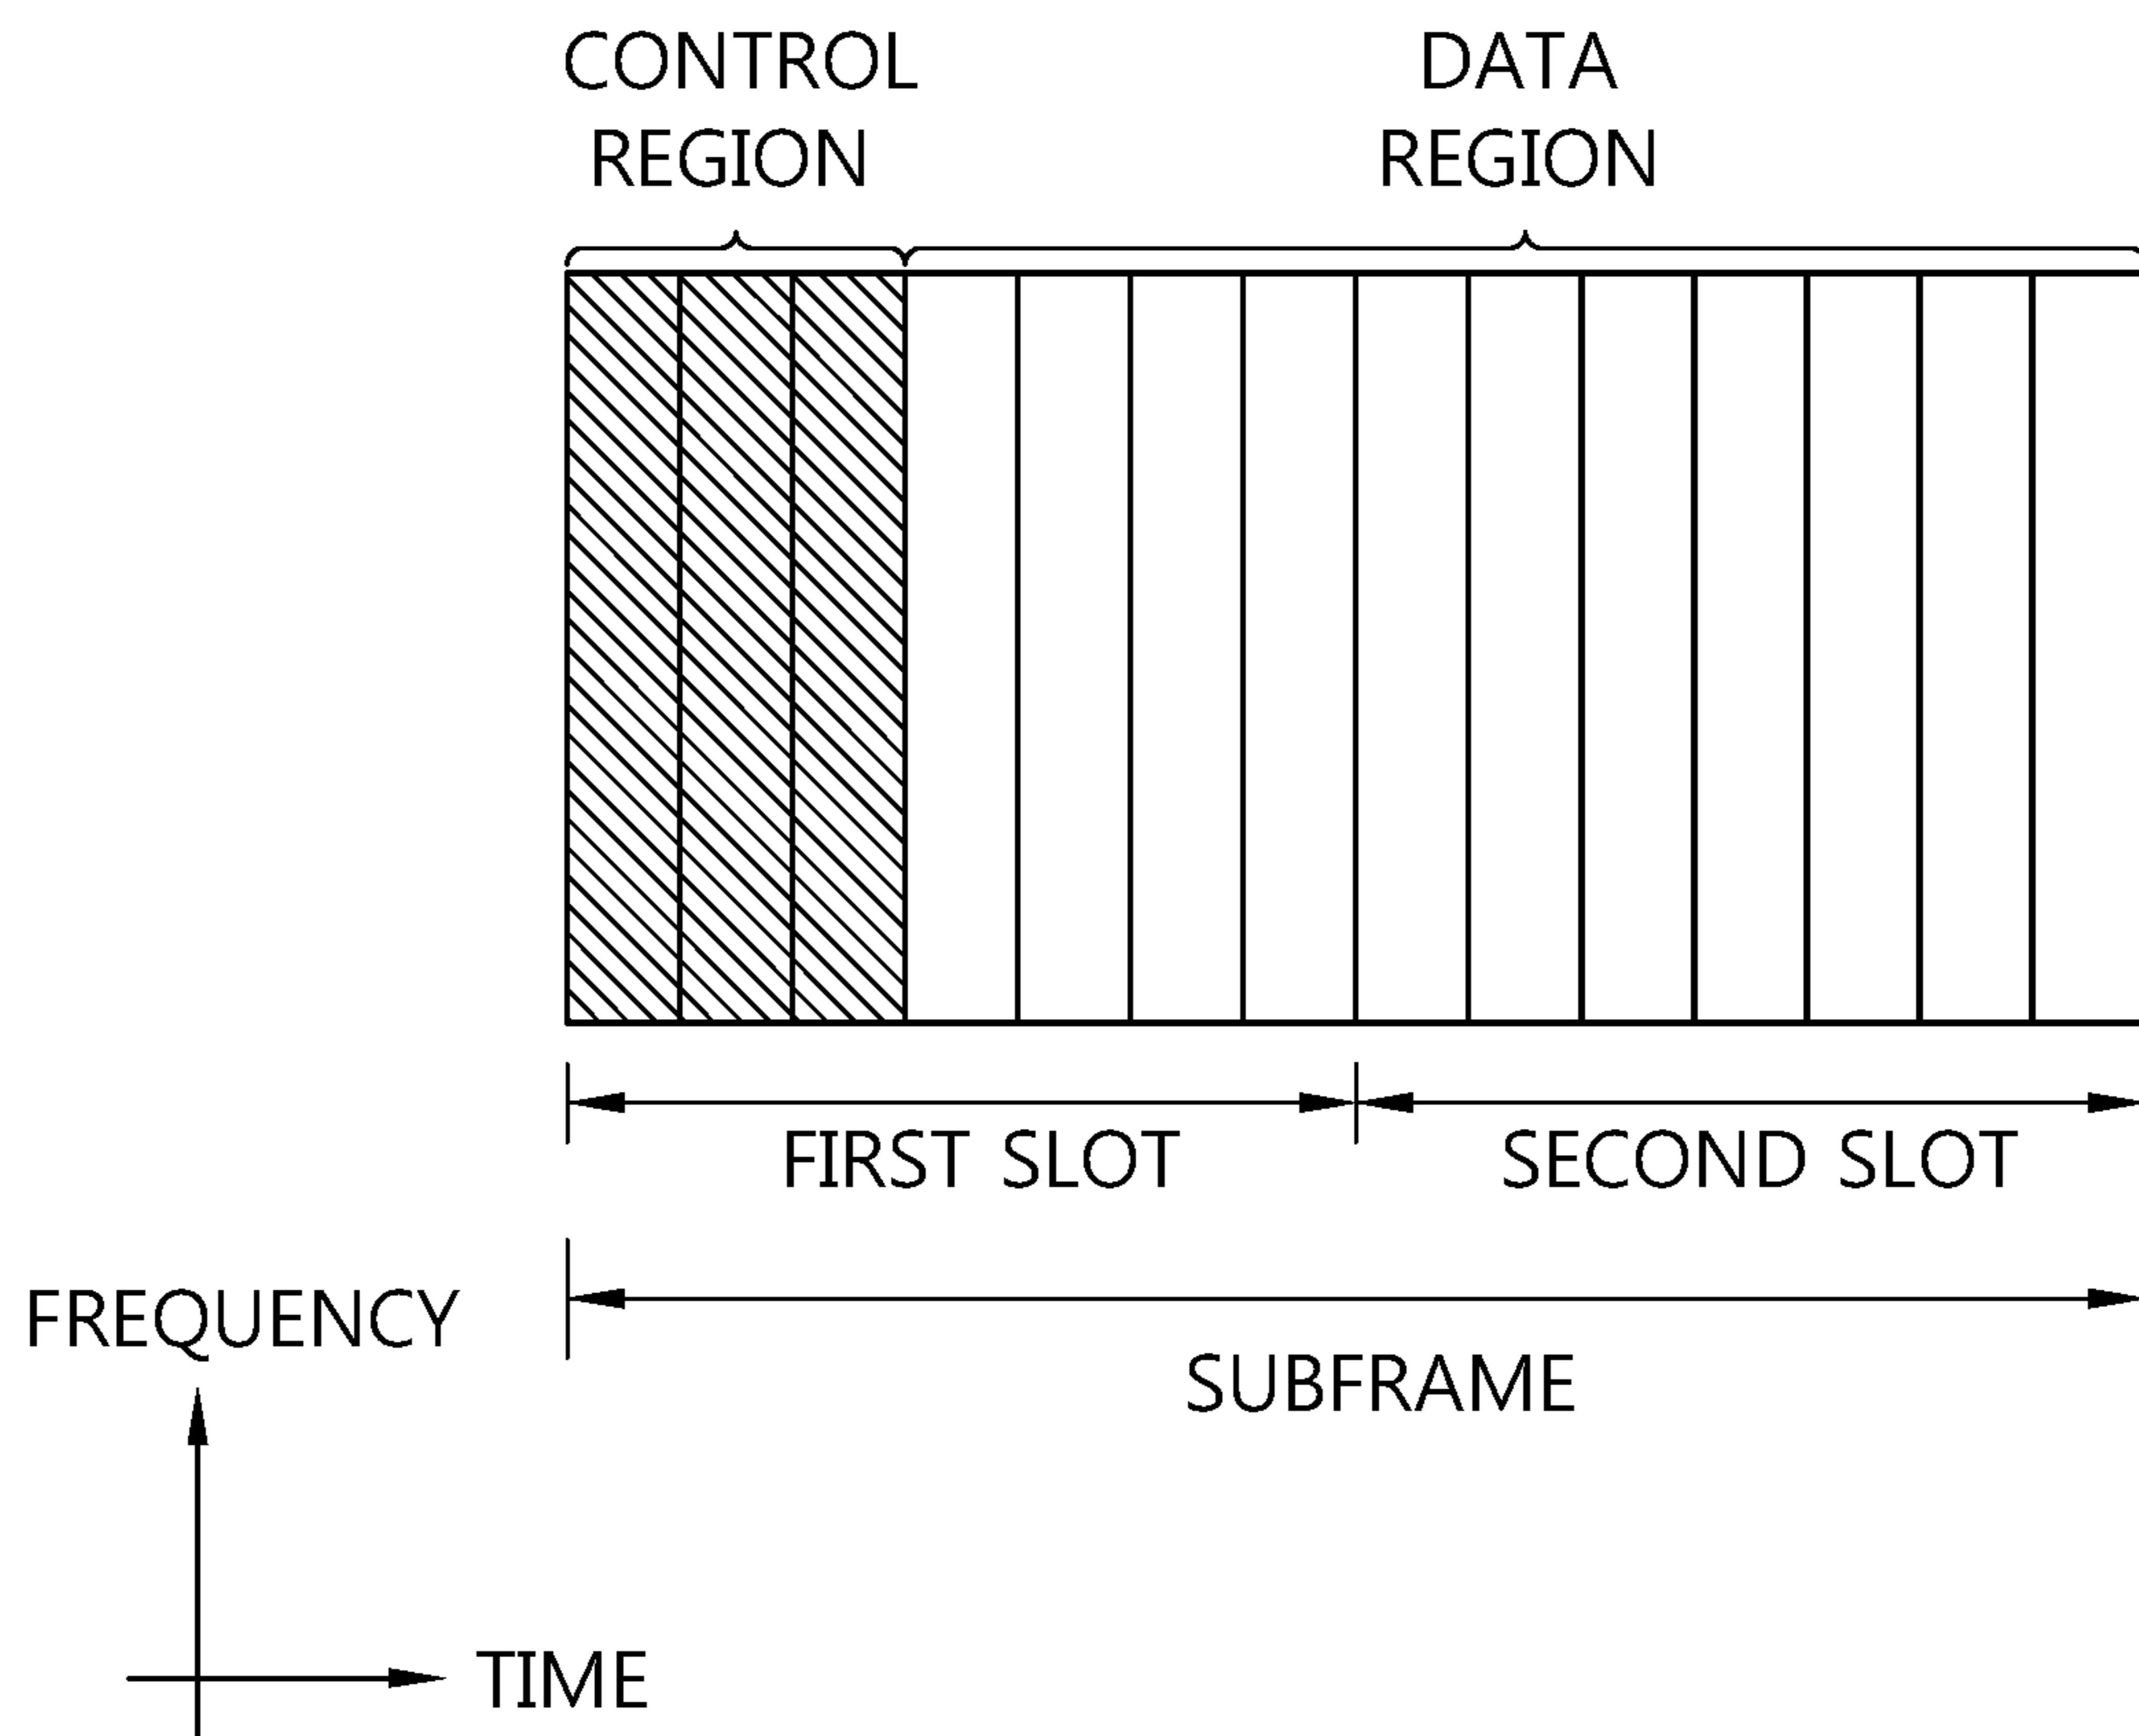 CONTROL
REGION
DATA
REGION
FIRST SLOT
SECOND SLOT
SUBFRAME
FREQUENCY
TIME